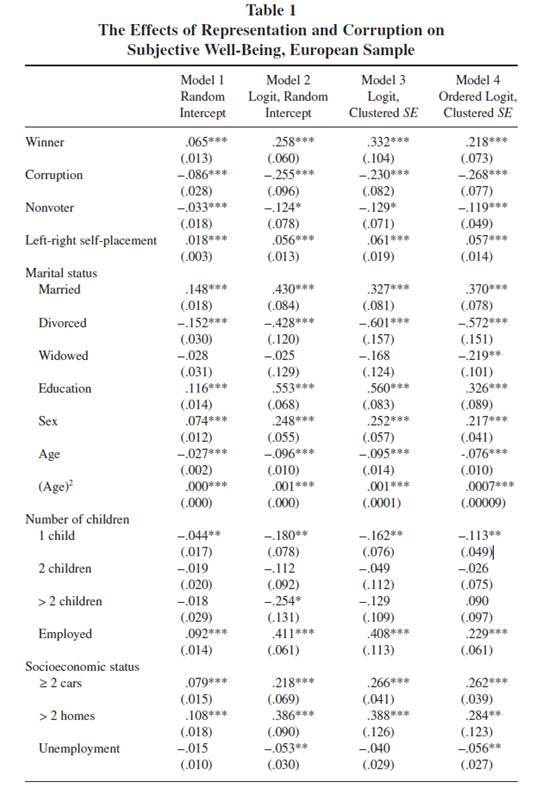 Table 1
The Effects of Representation and Corruption on
Subjective Well-Being, European Sample
Model 1 Model 2 Model 3 Model 4
Random Logit, Random Logit, Ordered Logit,
Intercept Intercept Clustered SE Clustered SE
Winner .065*** .258*** .332*** .218***
(.013) (.060) (.104) (.073)
Corruption –.086*** –.255*** –.230*** –.268***
(.028) (.096) (.082) (.077)
Nonvoter –.033*** –.124* –.129* –.119***
(.018) (.078) (.071) (.049)
Left-right self-placement .018*** .056*** .061*** .057***
(.003) (.013) (.019) (.014)
Marital status
Married .148*** .430*** .327*** .370***
(.018) (.084) (.081) (.078)
Divorced –.152*** –.428*** –.601*** –.572***
(.030) (.120) (.157) (.151)
Widowed –.028 –.025 –.168 –.219**
(.031) (.129) (.124) (.101)
Education .116*** .553*** .560*** .326***
(.014) (.068) (.083) (.089)
Sex .074*** .248*** .252*** .217***
(.012) (.055) (.057) (.041)
Age –.027*** –.096*** –.095*** -.076***
(.002) (.010) (.014) (.010)
(Age)² .000*** .001*** .001*** .0007***
(.000) (.000) (.0001) (.00009)
Number of children
1 child –.044** –.180** –.162** –.113**
(.017) (.078) (.076) (.049)
2 children –.019 –.112 –.049 –.026
(.020) (.092) (.112) (.075)
> 2 children –.018 –.254* –.129 .090
(.029) (.131) (.109) (.097)
Employed .092*** .411*** .408*** .229***
(.014) (.061) (.113) (.061)
Socioeconomic status
≥ 2 cars .079*** .218*** .266*** .262***
(.015) (.069) (.041) (.039)
> 2 homes .108*** .386*** .388*** .284**
(.018) (.090) (.126) (.123)
Unemployment –.015 –.053** –.040 –.056**
(.010) (.030) (.029) (.027)